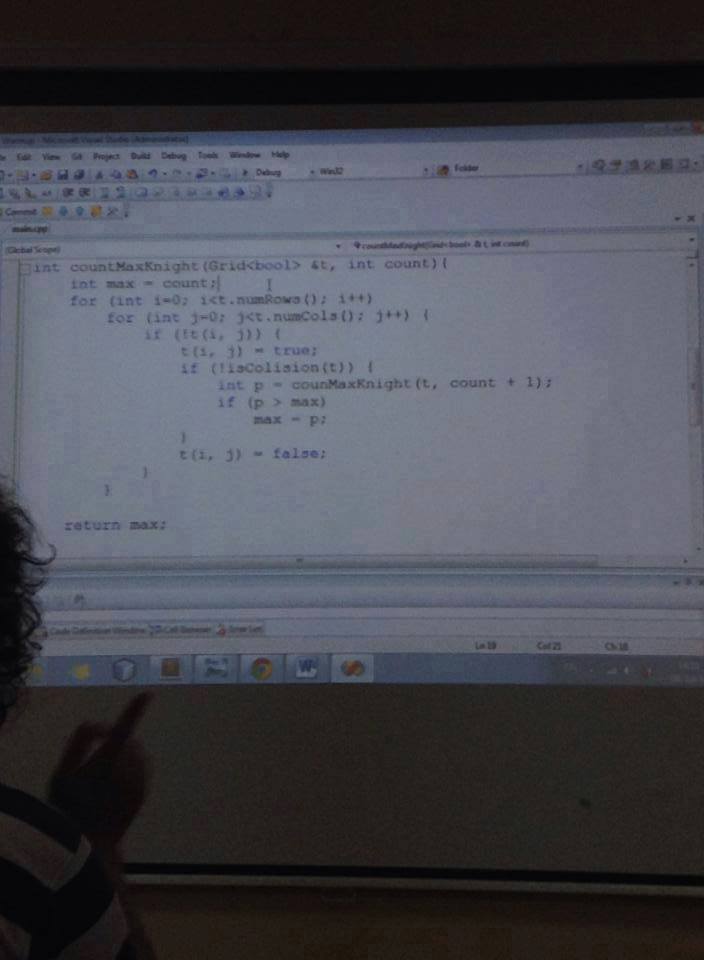 Microsoft Visual Studio (Administrator)
Edit View Git Project Build Debug Tools Window Help
Debug Win32 Folder
Commit
main.cpp
(Global Scope) countMaxKnight(Grid<bool> & t, int count)
int countMaxKnight(Grid<bool> &t, int count){
int max = count;
for (int i=0; i<t.numRows(); i++)
for (int j=0; j<t.numCols(); j++) {
if (!t(i, j)) {
t(i, j) = true;
if (!isColision(t)) {
int p = counMaxKnight(t, count + 1);
if (p > max)
max = p;
}
t(i, j) = false;
}
}
return max;
Code Definition Window Call Browser Error List
Ln 19 Col 21 Ch 18